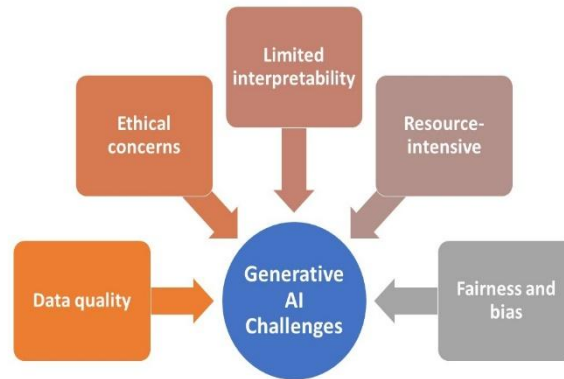 Limited
interpretability
Ethical
concerns
Resource-
intensive
Data quality
Generative
AI
Challenges
Fairness and
bias